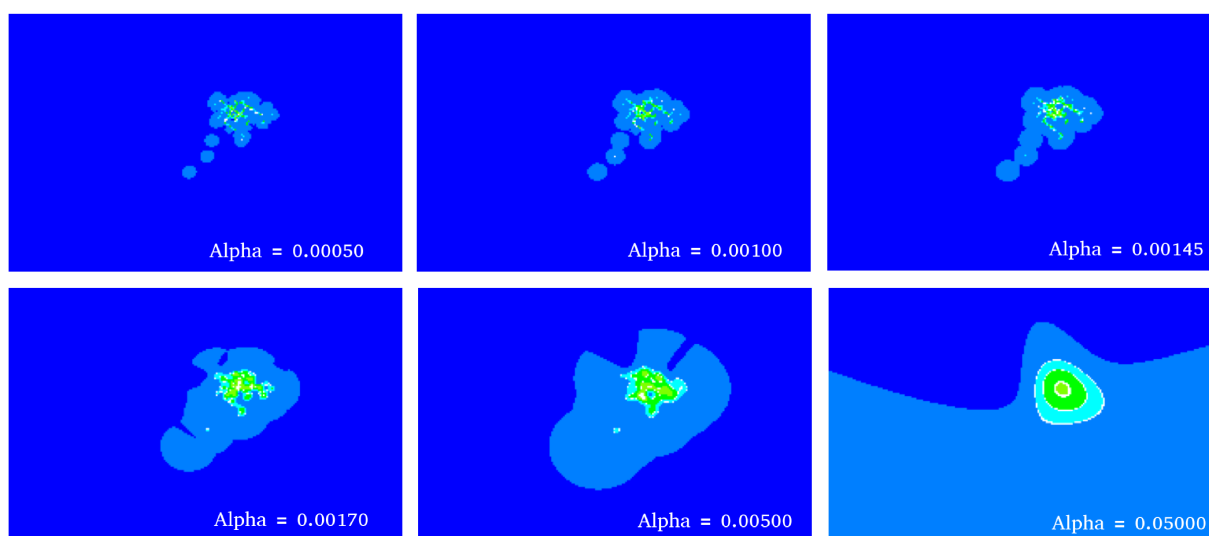 Alpha = 0.00050
Alpha = 0.00100
Alpha = 0.00145
Alpha = 0.00170
Alpha = 0.00500
Alpha = 0.05000